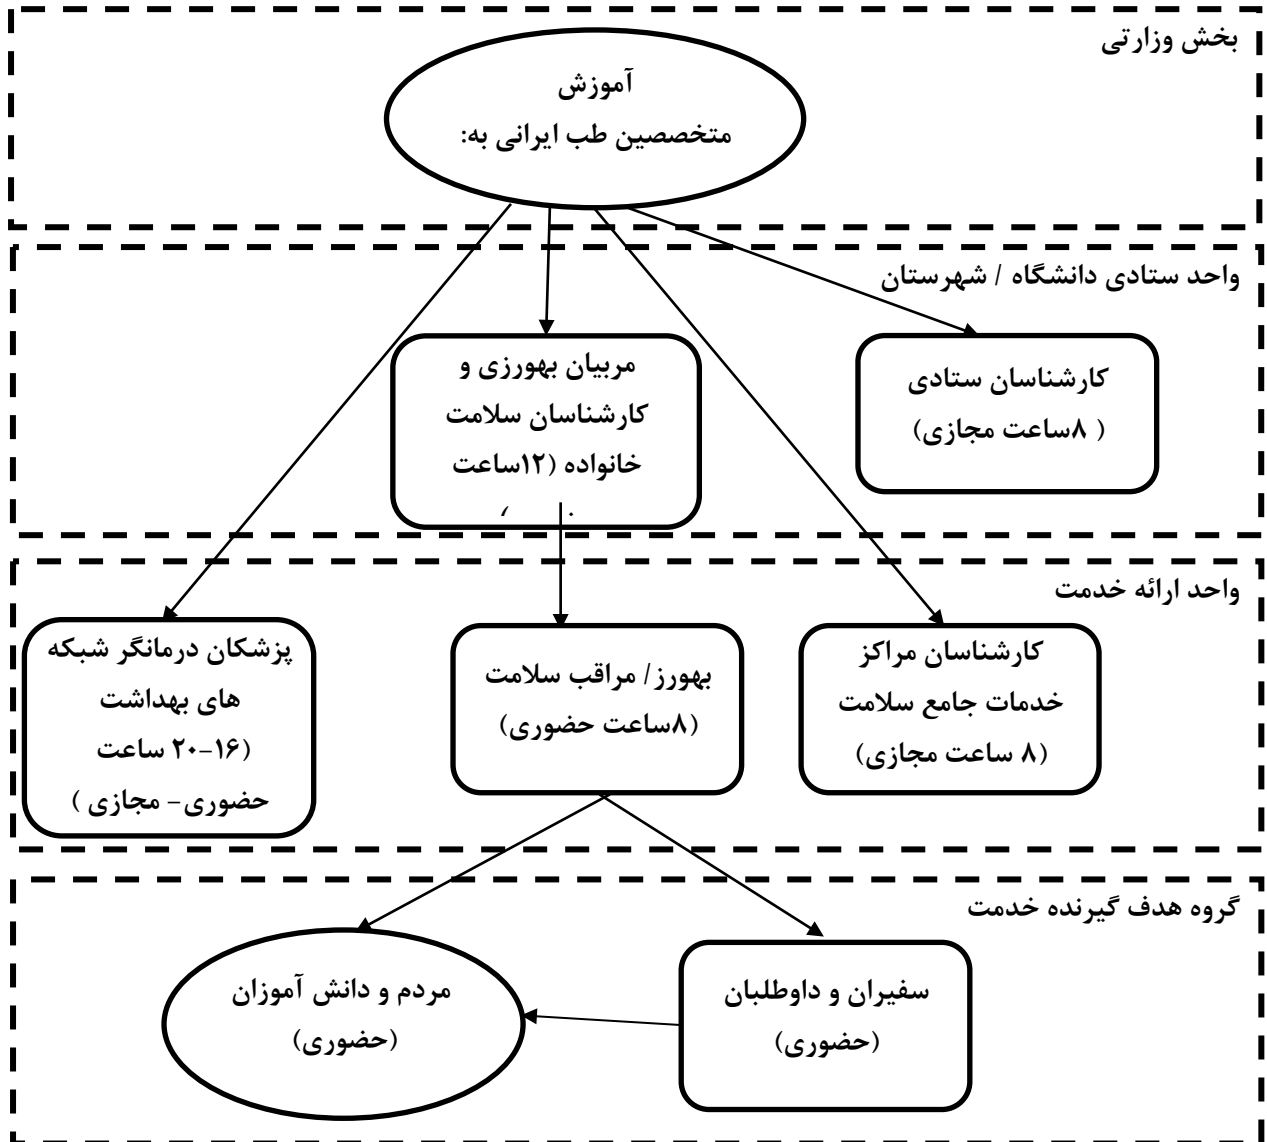 بخش وزارتی
آموزش
متخصصین طب ایرانی به:
واحد ستادی دانشگاه / شهرستان
کارشناسان ستادی
( ۸ساعت مجازی)
مربیان بهورزی و
کارشناسان سلامت
خانواده (۱۲ساعت
واحد ارائه خدمت
کارشناسان مراکز
خدمات جامع سلامت
(۸ ساعت مجازی)
بهورز/ مراقب سلامت
(۸ساعت حضوری)
پزشکان درمانگر شبکه
های بهداشت
(۱۶-۲۰ ساعت
حضوری- مجازی )
گروه هدف گیرنده خدمت
سفیران و داوطلبان
(حضوری)
مردم و دانش آموزان
(حضوری)